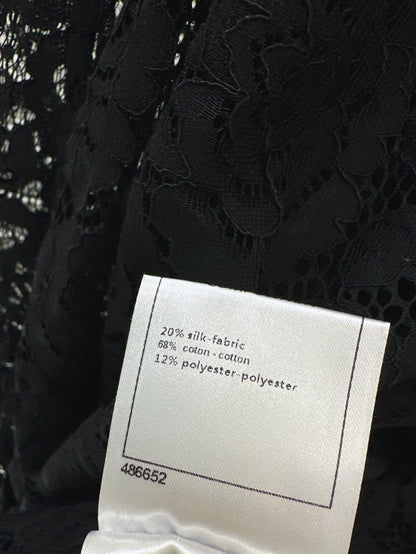 20% silk-fabric
68% coton - cotton
12% polyester-polyester
486652